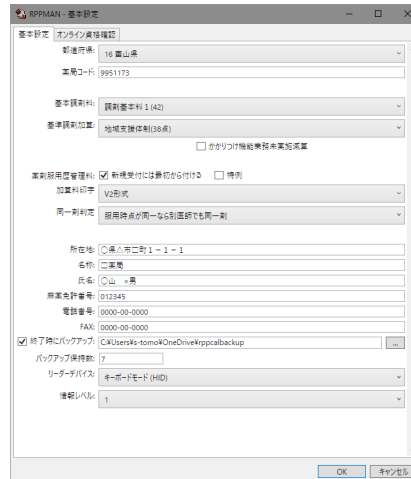 RPPMAN - 基本設定
基本設定 オンライン資格確認
都道府県: 16 富山県
薬局コード: 9951173
基本調剤料: 調剤基本料1(42)
基準調剤加算: 地域支援体制(38点)
かかりつけ機能業務未実施減算
薬剤服用歴管理料: 新規受付には最初から付ける 特例
加算料印字 V2形式
同一剤判定 服用時点が同一なら別医師でも同一剤
所在地: 〇県△市□町1-1-1
名称: □薬局
氏名: 〇山 ×男
麻薬免許番号: 012345
電話番号: 0000-00-0000
FAX: 0000-00-0000
終了時にバックアップ: C:¥Users¥s-tomo¥OneDrive¥rppcalbackup ...
バックアップ保持数: 7
リーダーデバイス: キーボードモード(HID)
情報レベル: 1
OK キャンセル